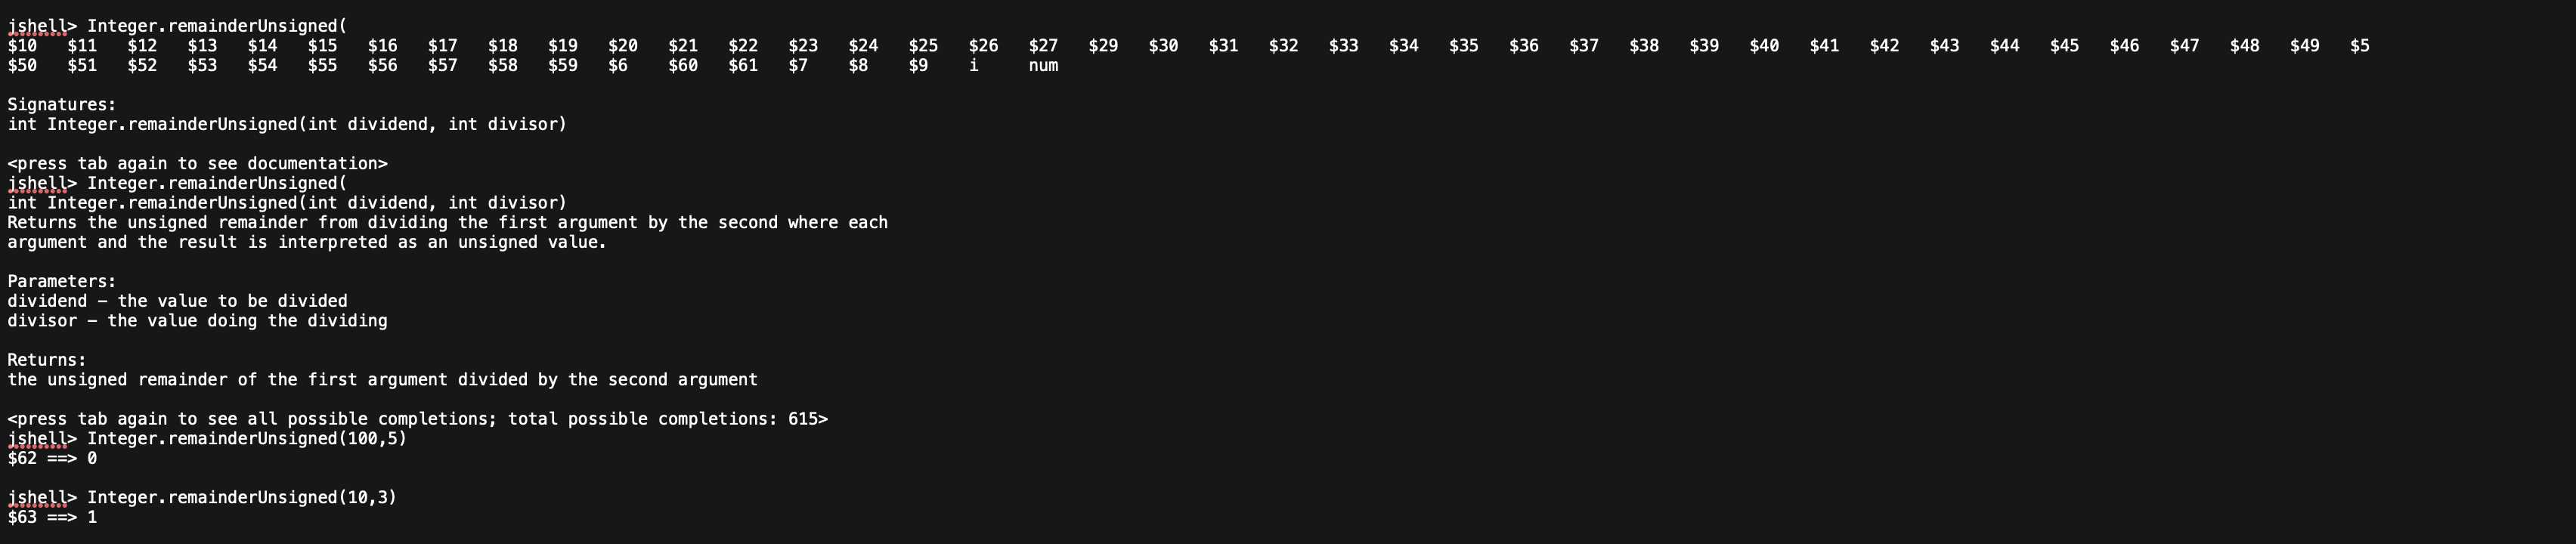 jshell> Integer.remainderUnsigned(
$10 $11 $12 $13 $14 $15 $16 $17 $18 $19 $20 $21 $22 $23 $24 $25 $26 $27 $29 $30 $31 $32 $33 $34 $35 $36 $37 $38 $39 $40 $41 $42 $43 $44 $45 $46 $47 $48 $49 $5
$50 $51 $52 $53 $54 $55 $56 $57 $58 $59 $6 $60 $61 $7 $8 $9 i num
Signatures:
int Integer.remainderUnsigned(int dividend, int divisor)
<press tab again to see documentation>
jshell> Integer.remainderUnsigned(
int Integer.remainderUnsigned(int dividend, int divisor)
Returns the unsigned remainder from dividing the first argument by the second where each
argument and the result is interpreted as an unsigned value.
Parameters:
dividend – the value to be divided
divisor – the value doing the dividing
Returns:
the unsigned remainder of the first argument divided by the second argument
<press tab again to see all possible completions; total possible completions: 615>
jshell> Integer.remainderUnsigned(100,5)
$62 ==> 0
jshell> Integer.remainderUnsigned(10,3)
$63 ==> 1